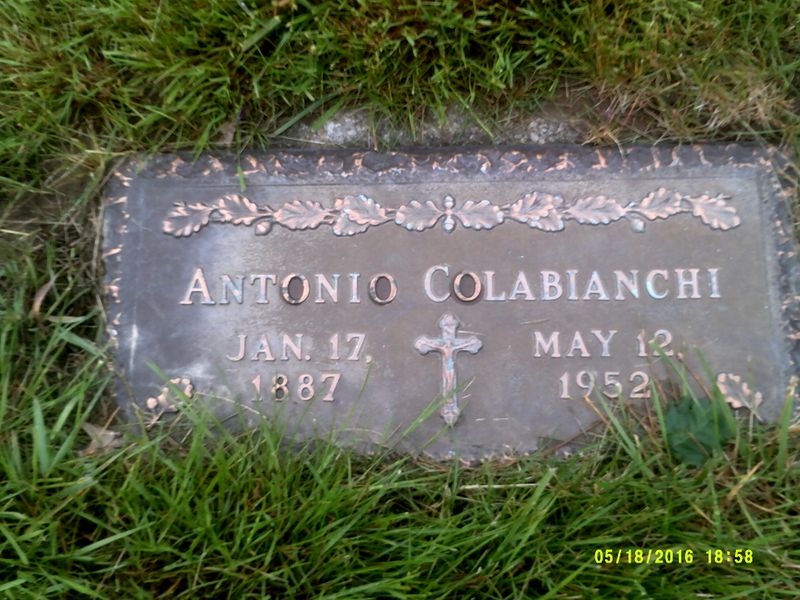 ANTONIO COLABIANCHI
JAN. 17, MAY 12,
1887 1952
05/18/2016 18:58